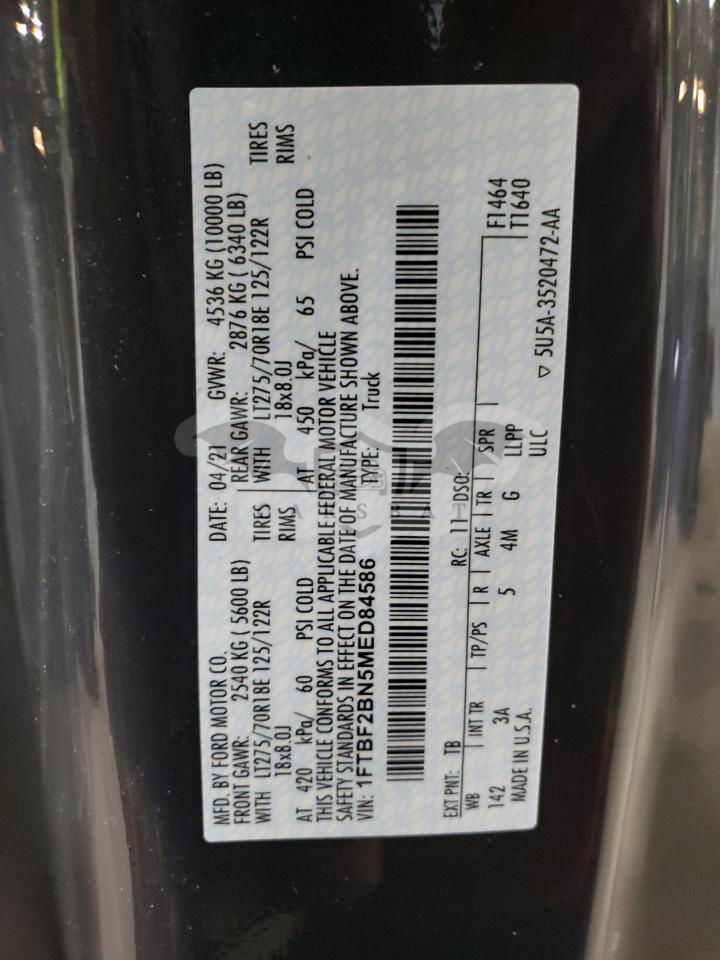 MFD. BY FORD MOTOR CO.
DATE: 04/21 GVWR: 4536 KG (10000 LB)
FRONT GAWR: 2540 KG ( 5600 LB) REAR GAWR: 2876 KG ( 6340 LB)
WITH LT275/70R18E 125/122R TIRES WITH LT275/70R18E 125/122R TIRES
18x8.0J RIMS 18x8.0J RIMS
AT 420 kPa/ 60 PSI COLD AT 450 kPa/ 65 PSI COLD
THIS VEHICLE CONFORMS TO ALL APPLICABLE FEDERAL MOTOR VEHICLE
SAFETY STANDARDS IN EFFECT ON THE DATE OF MANUFACTURE SHOWN ABOVE.
VIN: 1FTBF2BN5MED84586 TYPE: Truck
EXT PNT: TB RC: 11 DSO:
WB INT TR TP/PS R AXLE TR SPR F1464
142 3A 5 4M G LLPP T1640
MADE IN U.S.A. ULC ▽ 5U5A-3520472-AA